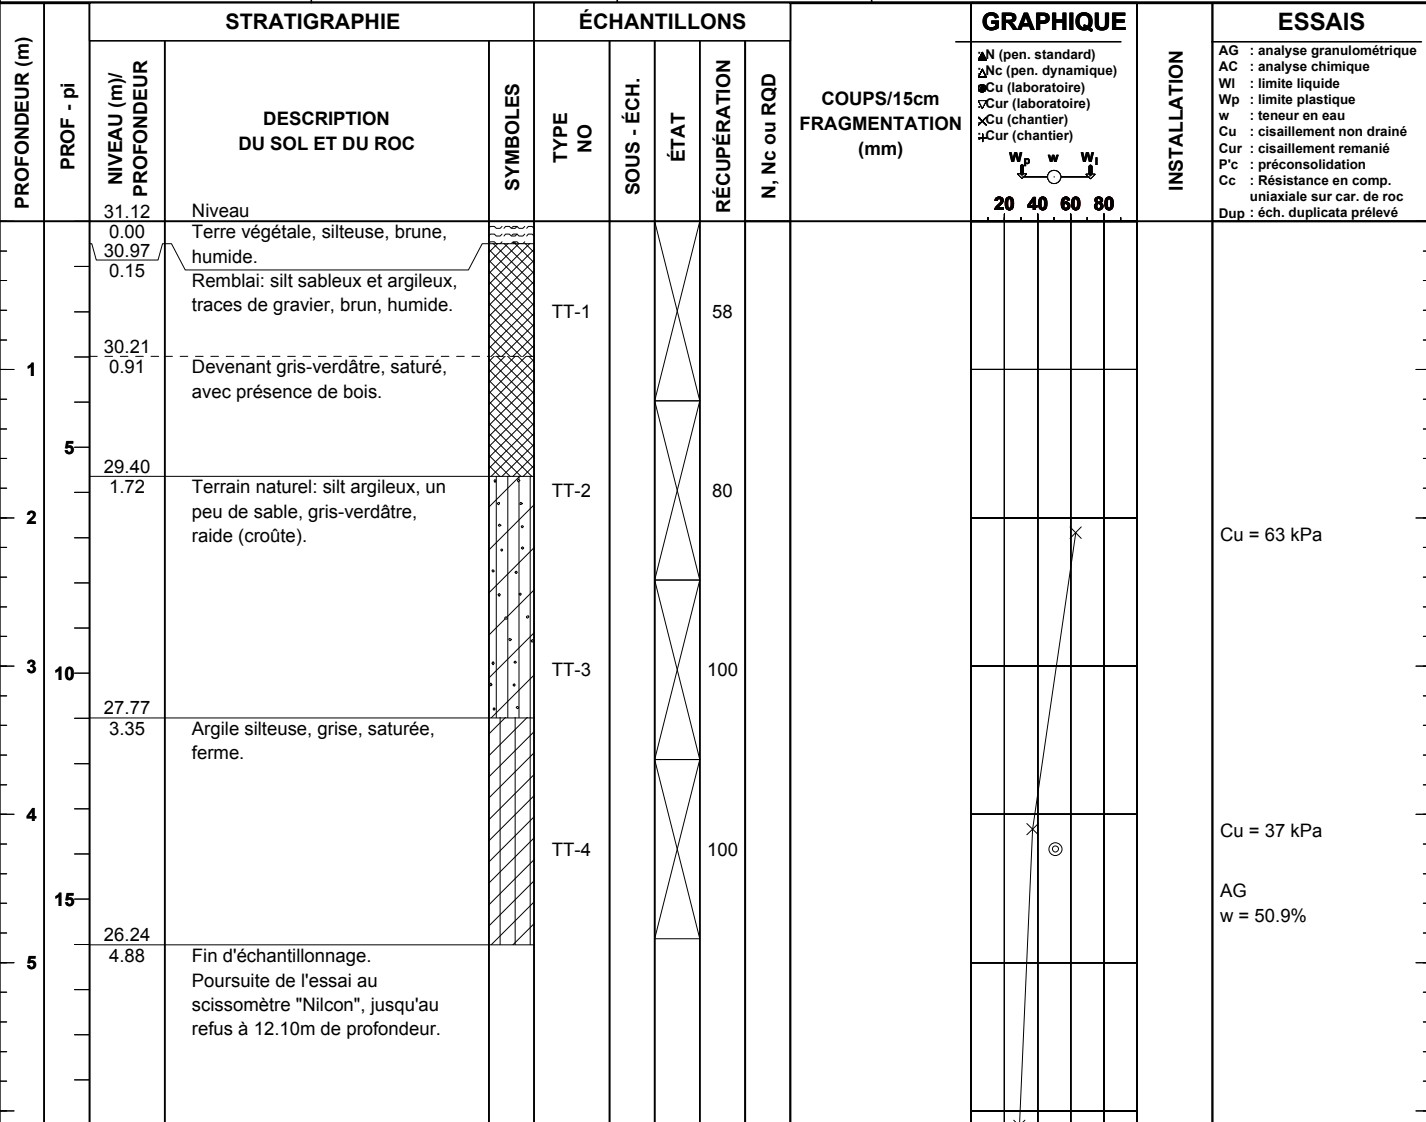 STRATIGRAPHIE
ÉCHANTILLONS
GRAPHIQUE
ESSAIS
PROFONDEUR (m)
PROF - pi
NIVEAU (m)/
PROFONDEUR
DESCRIPTION
DU SOL ET DU ROC
SYMBOLES
TYPE
NO
SOUS - ÉCH.
ÉTAT
RÉCUPÉRATION
N, Nc ou RQD
COUPS/15cm
FRAGMENTATION
(mm)
N (pen. standard)
Nc (pen. dynamique)
Cu (laboratoire)
Cur (laboratoire)
Cu (chantier)
Cur (chantier)
Wp w Wl
20 40 60 80
INSTALLATION
AG : analyse granulométrique
AC : analyse chimique
Wl : limite liquide
Wp : limite plastique
w : teneur en eau
Cu : cisaillement non drainé
Cur : cisaillement remanié
P'c : préconsolidation
Cc : Résistance en comp.
uniaxiale sur car. de roc
Dup : éch. duplicata prélevé
31.12 Niveau
0.00 Terre végétale, silteuse, brune,
30.97 humide.
0.15 Remblai: silt sableux et argileux,
traces de gravier, brun, humide.
TT-1 58
30.21
1 0.91 Devenant gris-verdâtre, saturé,
avec présence de bois.
5
29.40
1.72 Terrain naturel: silt argileux, un
TT-2 80
peu de sable, gris-verdâtre,
2
raide (croûte).
Cu = 63 kPa
3 10 TT-3 100
27.77
3.35 Argile silteuse, grise, saturée,
ferme.
4
Cu = 37 kPa
TT-4 100
15
AG
w = 50.9%
26.24
4.88 Fin d'échantillonnage.
5
Poursuite de l'essai au
scissomètre "Nilcon", jusqu'au
refus à 12.10m de profondeur.